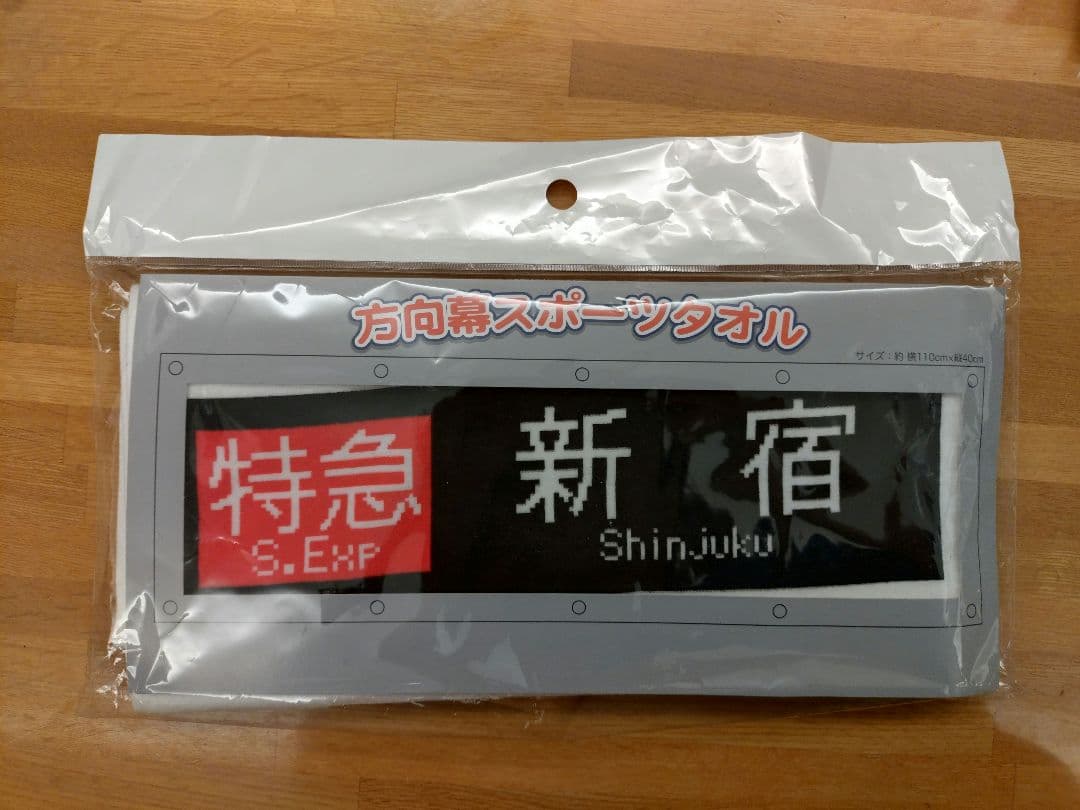 方向幕スポーツタオル
サイズ：約 横110cm×縦40cm
特急
S.Exp
新宿
Shinjuku